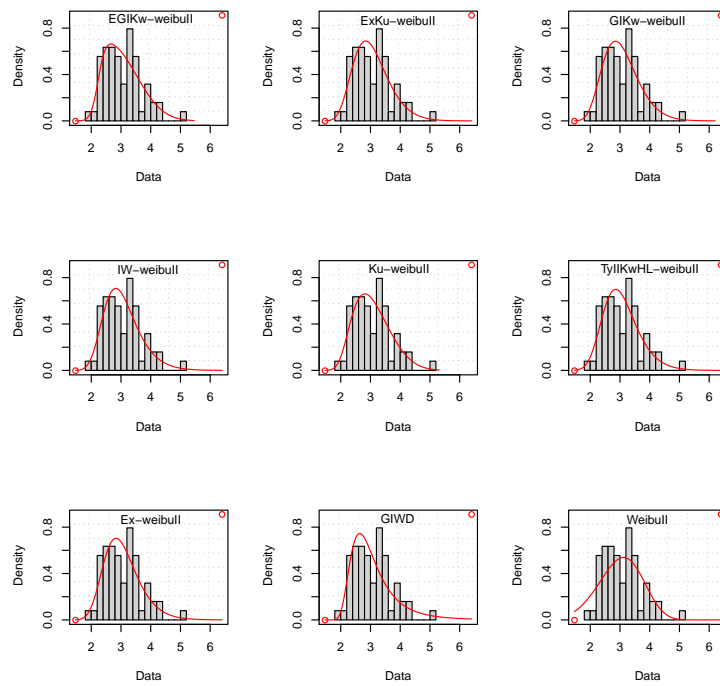 EGIKw−weibull
0.8
0.4
0.0
Density
2 3 4 5 6
Data
ExKu−weibull
0.8
0.4
0.0
Density
2 3 4 5 6
Data
GIKw−weibull
0.8
0.4
0.0
Density
2 3 4 5 6
Data
IW−weibull
0.8
0.4
0.0
Density
2 3 4 5 6
Data
Ku−weibull
0.8
0.4
0.0
Density
2 3 4 5 6
Data
TyIIKwHL−weibull
0.8
0.4
0.0
Density
2 3 4 5 6
Data
Ex−weibull
0.8
0.4
0.0
Density
2 3 4 5 6
Data
GIWD
0.8
0.4
0.0
Density
2 3 4 5 6
Data
Weibull
0.8
0.4
0.0
Density
2 3 4 5 6
Data